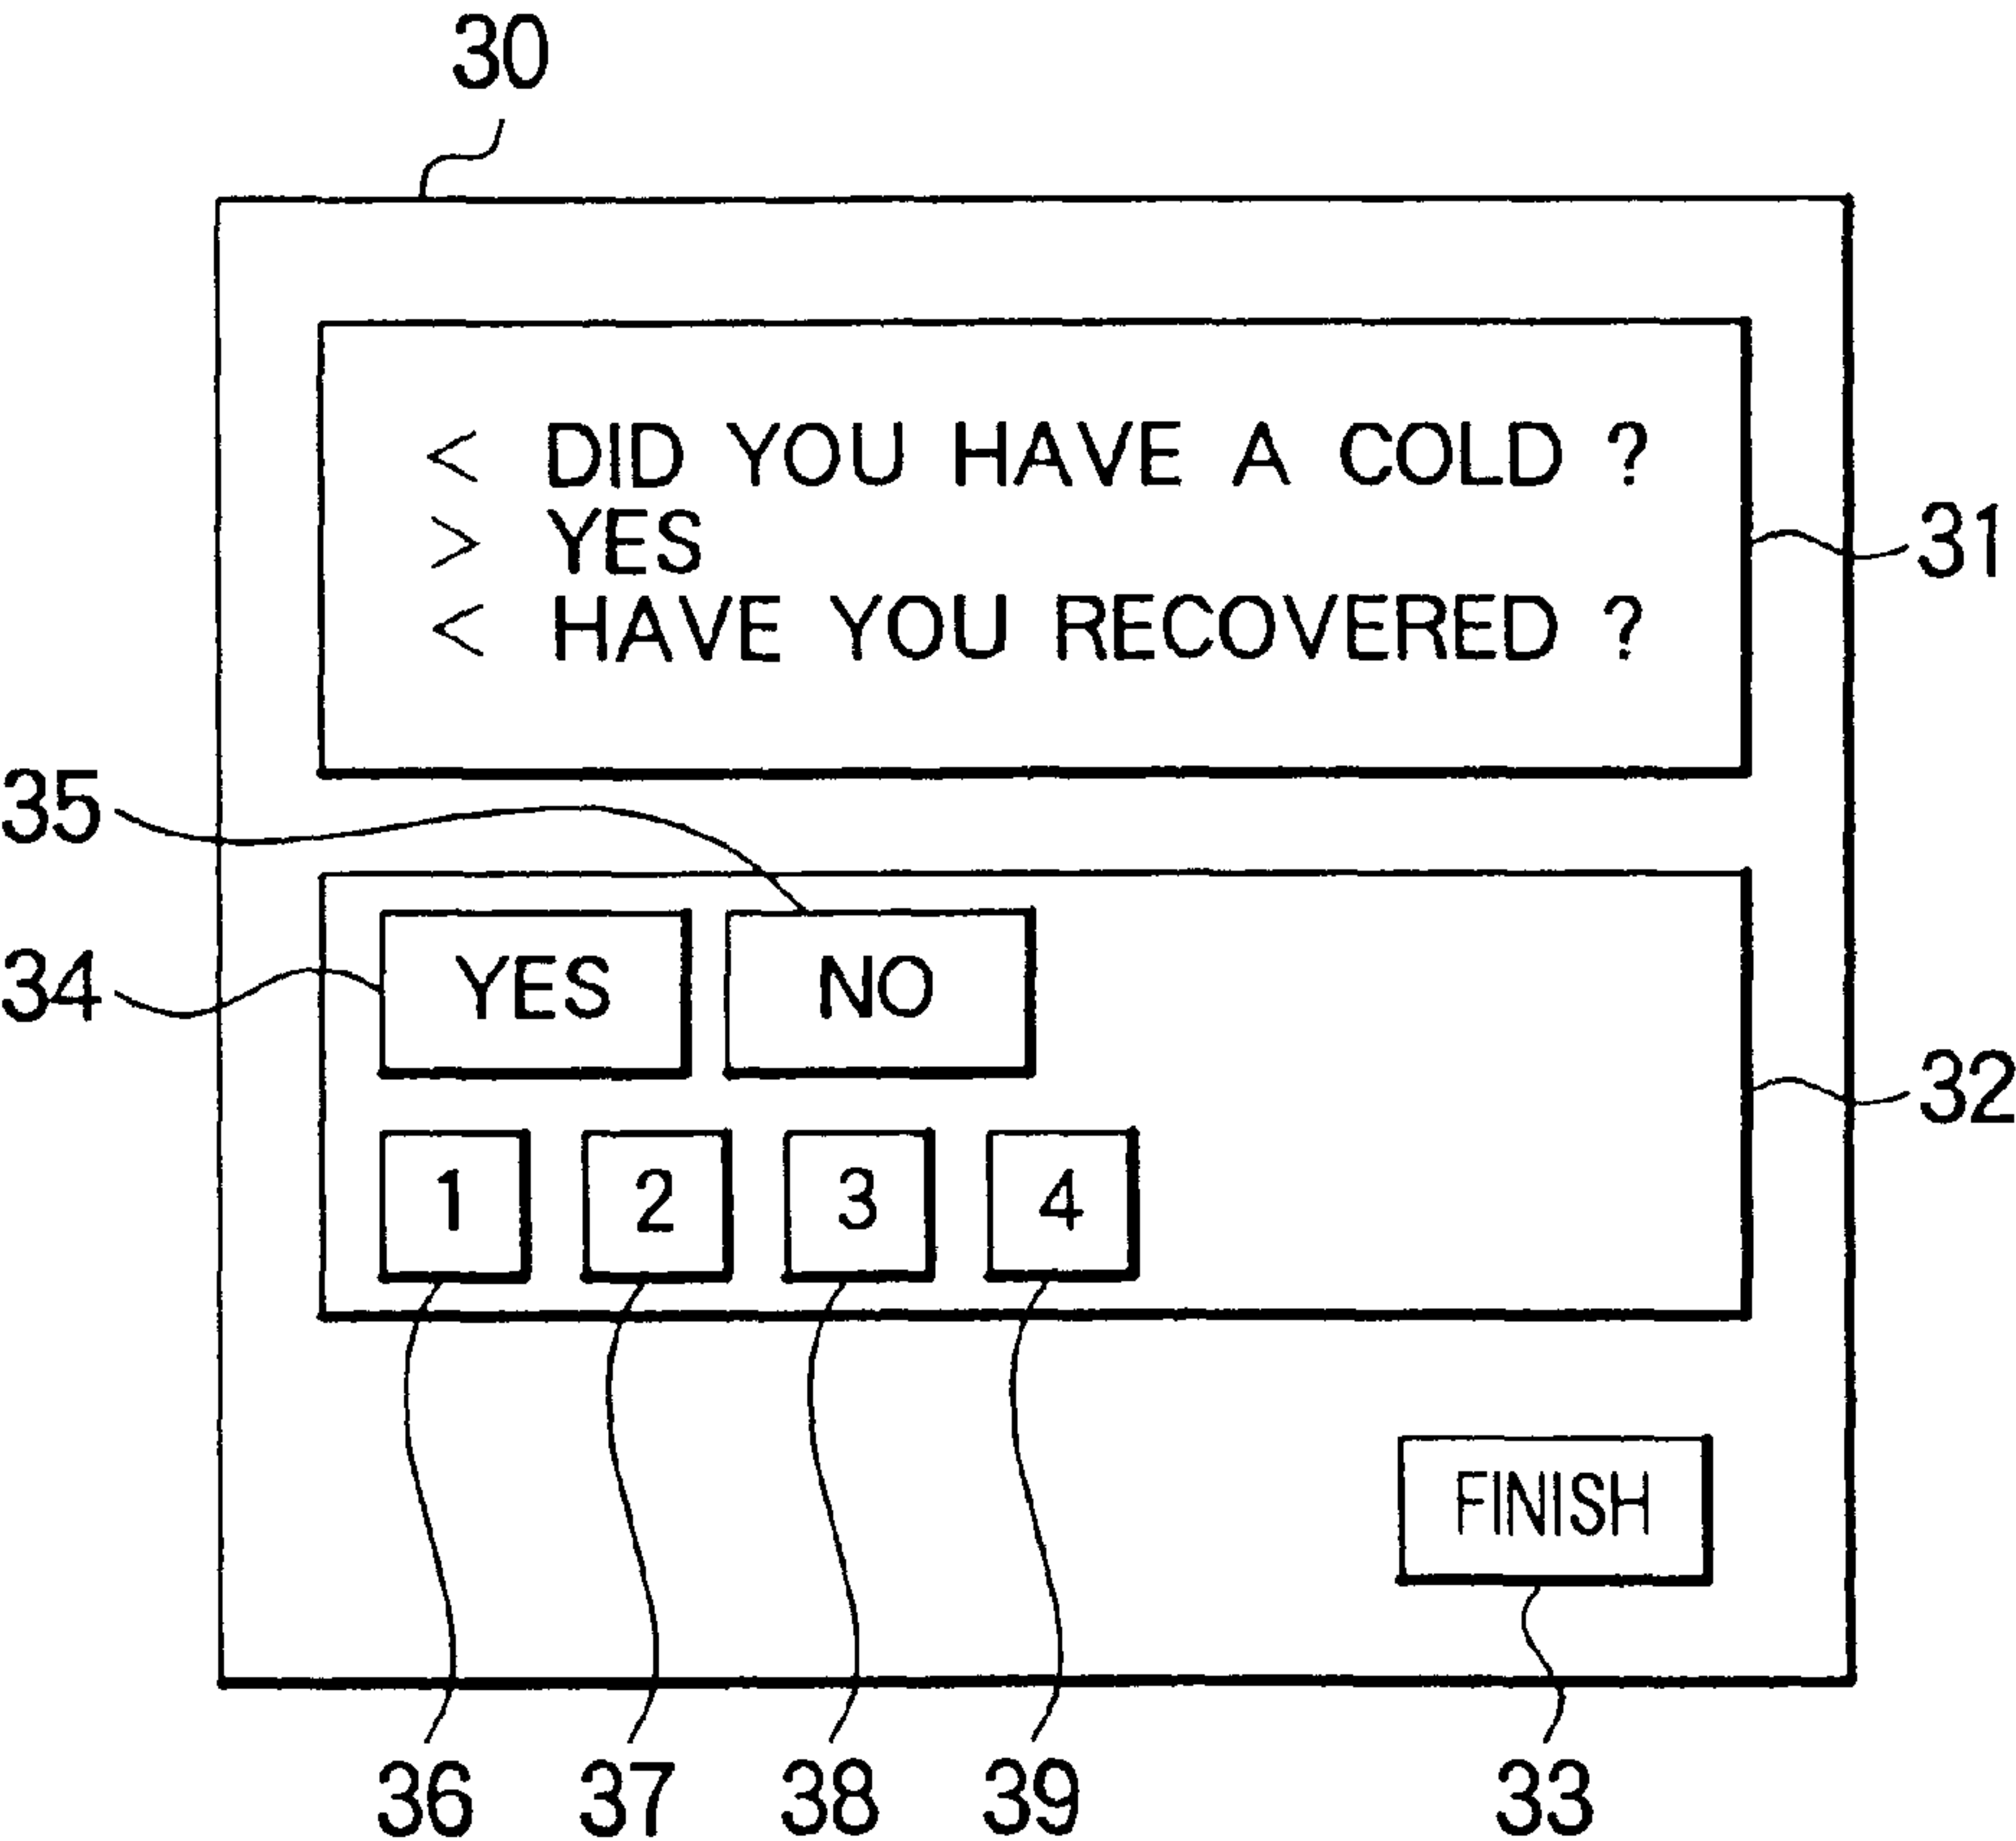 30
< DID YOU HAVE A COLD ?
> YES
< HAVE YOU RECOVERED ?
31
35
34
YES NO
32
1 2 3 4
FINISH
36 37 38 39 33